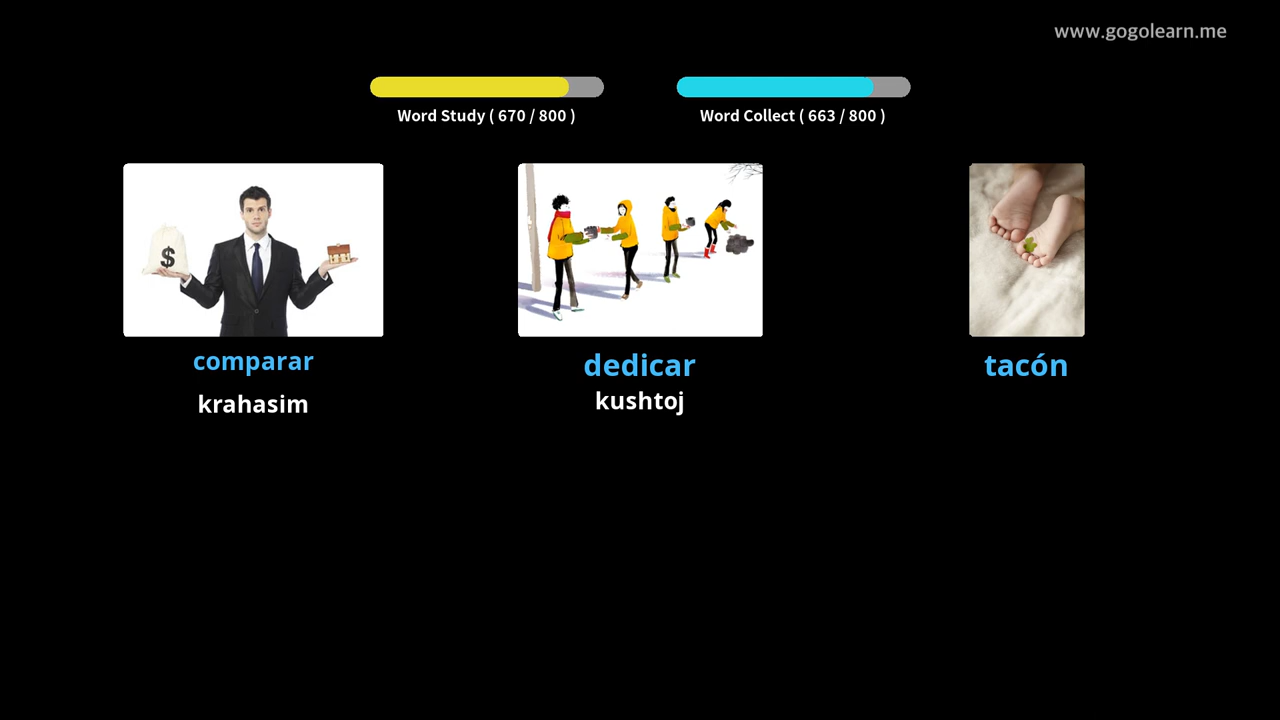 www.gogolearn.me
Word Study ( 670 / 800 )
Word Collect ( 663 / 800 )
$
comparar
dedicar
tacón
krahasim
kushtoj